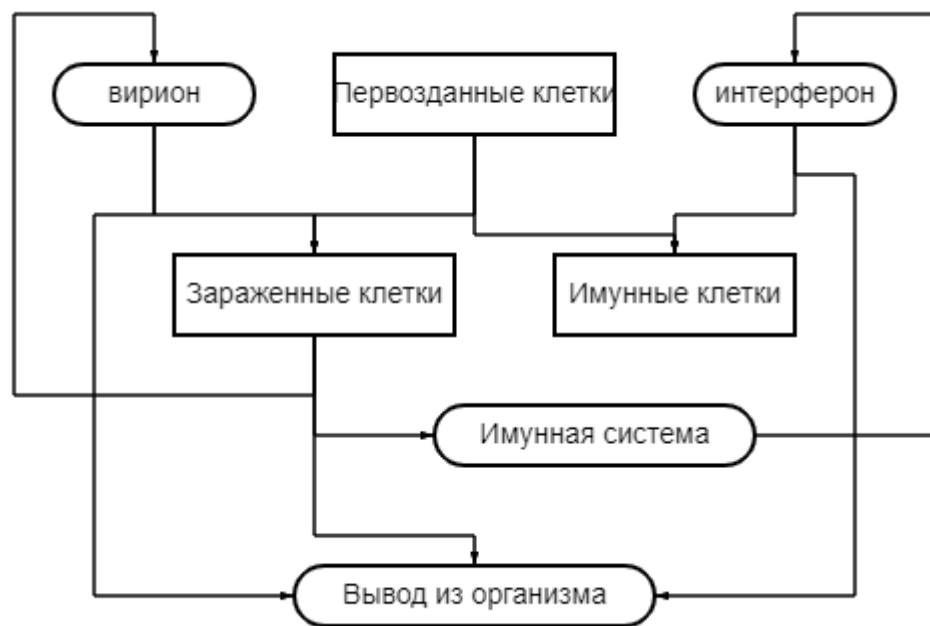 вирион
Первозданные клетки
интерферон
Зараженные клетки
Имунные клетки
Имунная система
Вывод из организма